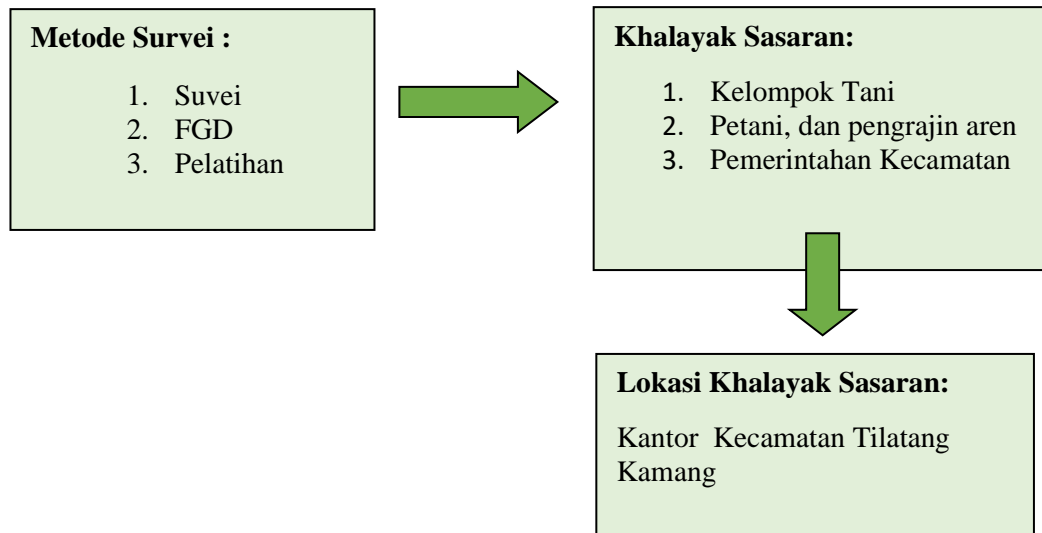 Metode Survei :
1. Suvei
2. FGD
3. Pelatihan
Khalayak Sasaran:
1. Kelompok Tani
2. Petani, dan pengrajin aren
3. Pemerintahan Kecamatan
Lokasi Khalayak Sasaran:
Kantor Kecamatan Tilatang
Kamang